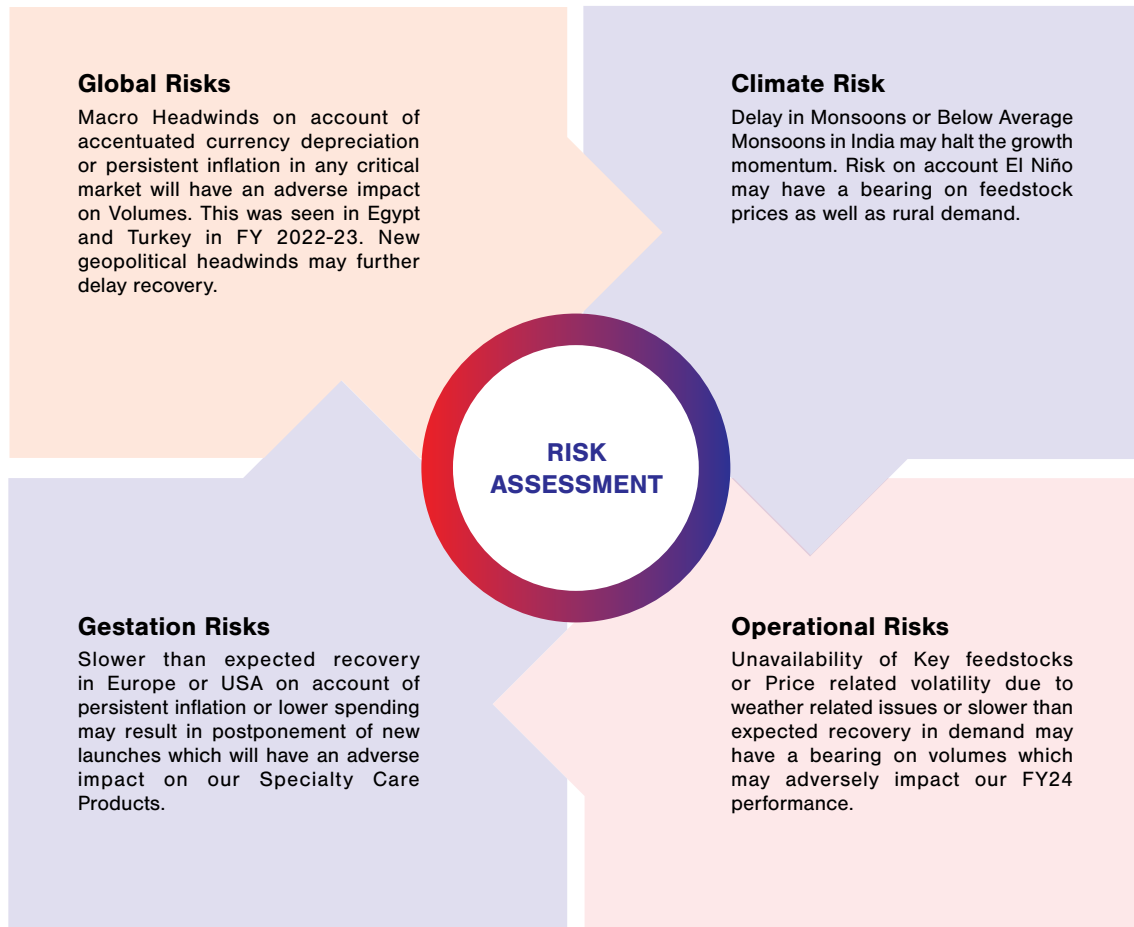 Global Risks
Macro Headwinds on account of
accentuated currency depreciation
or persistent inflation in any critical
market will have an adverse impact
on Volumes. This was seen in Egypt
and Turkey in FY 2022-23. New
geopolitical headwinds may further
delay recovery.
Climate Risk
Delay in Monsoons or Below Average
Monsoons in India may halt the growth
momentum. Risk on account El Niño
may have a bearing on feedstock
prices as well as rural demand.
RISK
ASSESSMENT
Gestation Risks
Slower than expected recovery
in Europe or USA on account of
persistent inflation or lower spending
may result in postponement of new
launches which will have an adverse
impact on our Specialty Care
Products.
Operational Risks
Unavailability of Key feedstocks
or Price related volatility due to
weather related issues or slower than
expected recovery in demand may
have a bearing on volumes which
may adversely impact our FY24
performance.